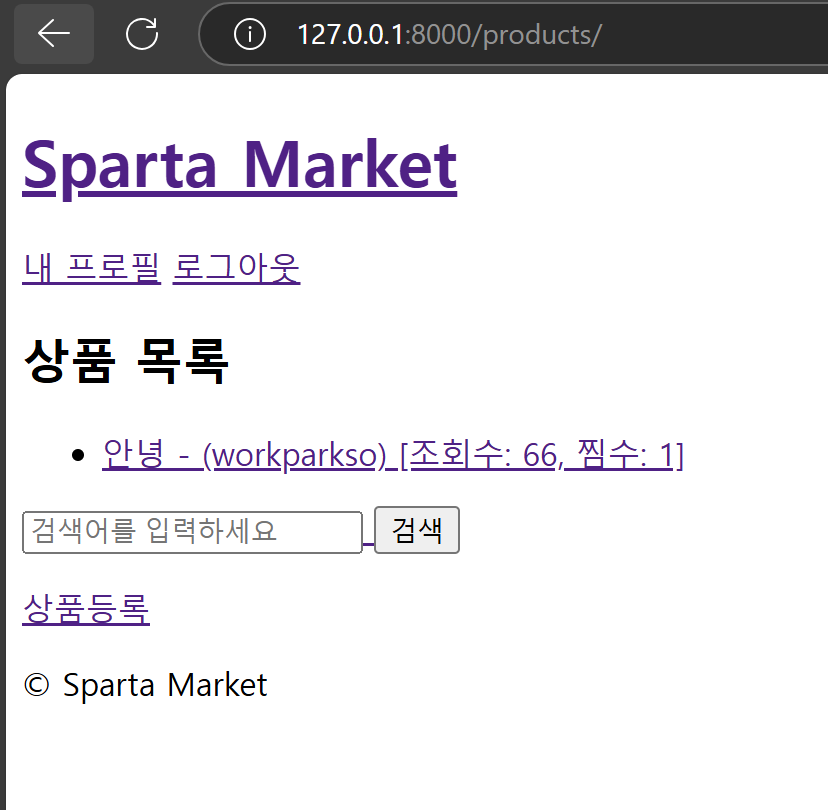 127.0.0.1:8000/products/
Sparta Market
내 프로필 로그아웃
상품 목록
안녕 - (workparkso) [조회수: 66, 찜수: 1]
검색어를 입력하세요 검색
상품등록
© Sparta Market